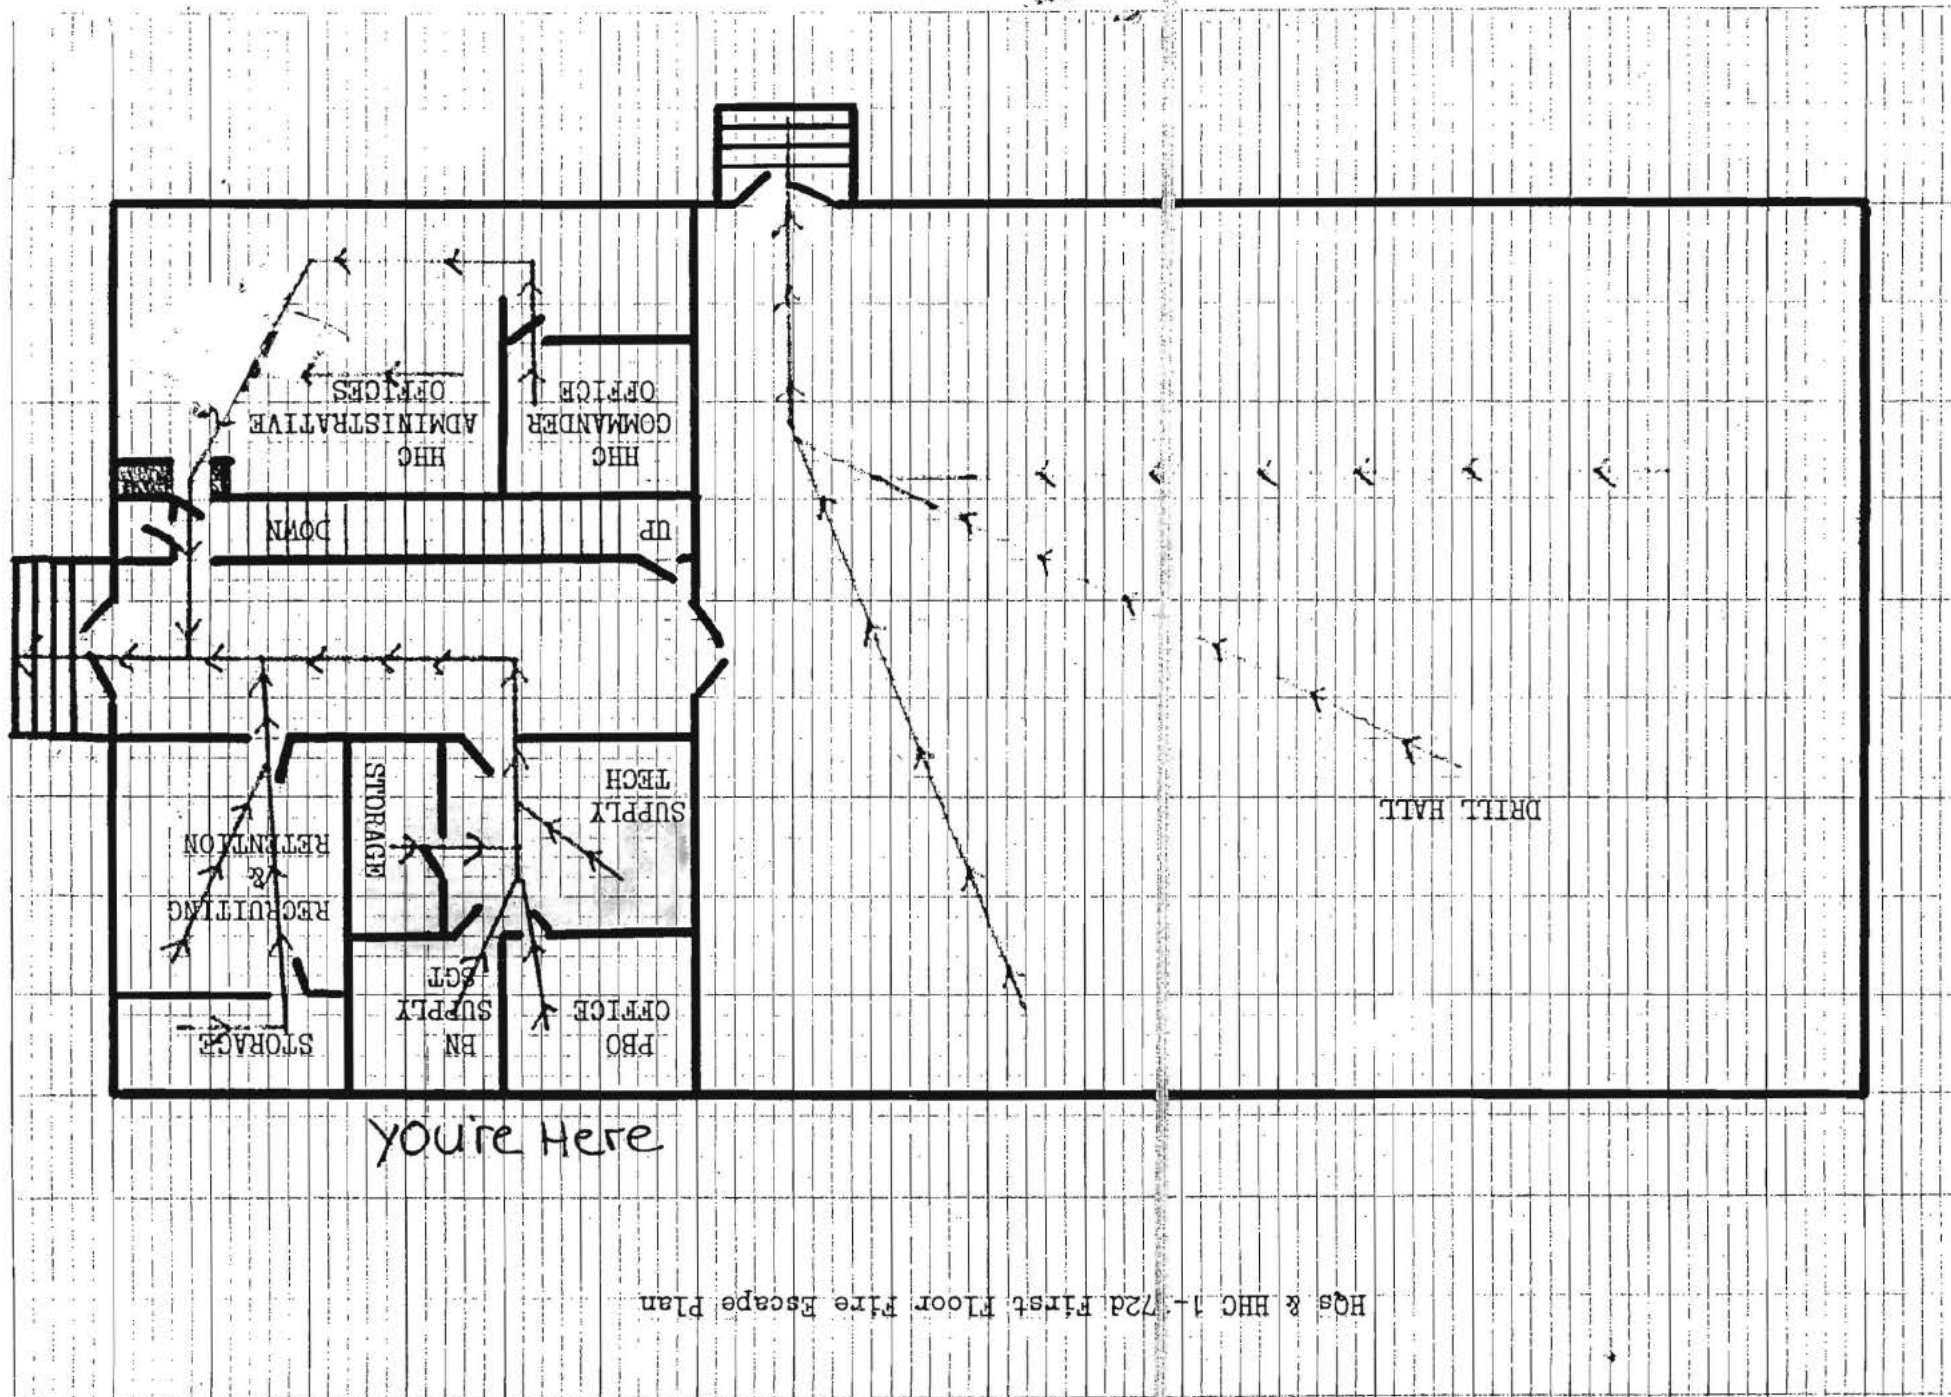 HQs & HHC 1-72d First Floor Fire Escape Plan
DRILL HALL
PBO
OFFICE
BN
SUPPLY
SGT
STORAGE
SUPPLY
TECH
STORAGE
RECRUITING
&
RETENTION
UP
DOWN
HHC
COMMANDER
OFFICE
HHC
ADMINISTRATIVE
OFFICES
you're Here